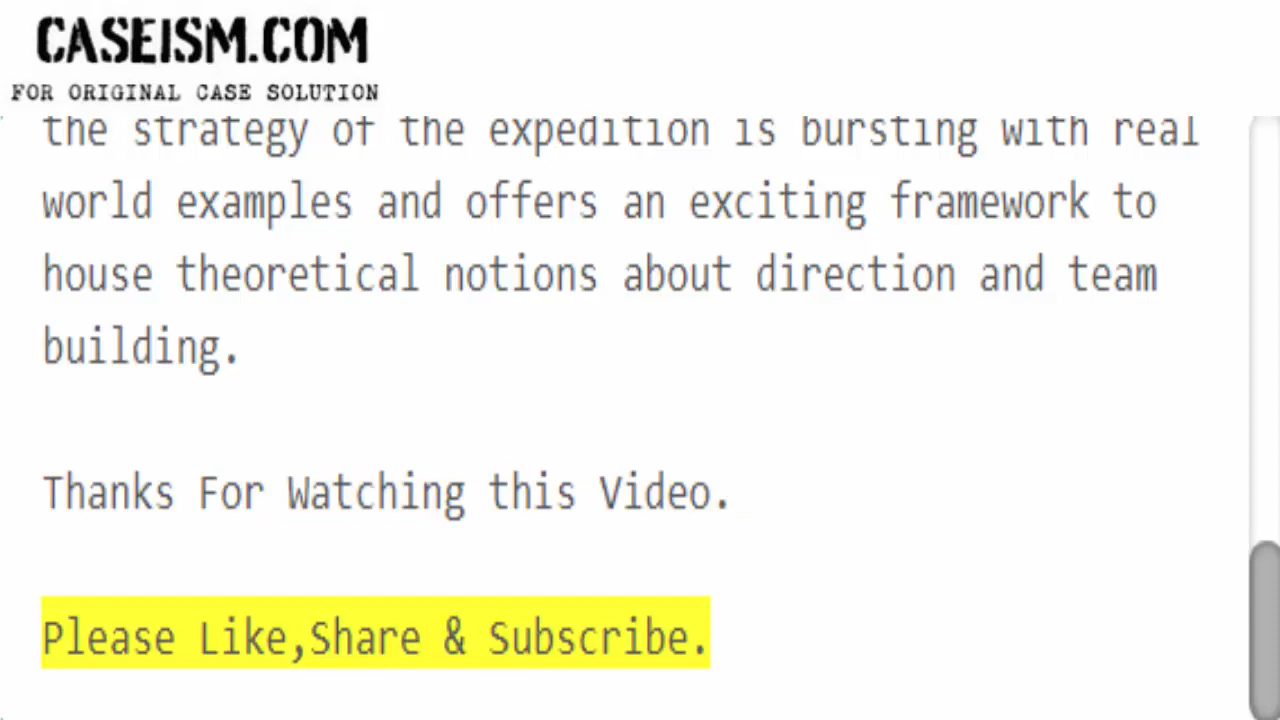 CASEISM.COM
FOR ORIGINAL CASE SOLUTION
the strategy of the expedition is bursting with real
world examples and offers an exciting framework to
house theoretical notions about direction and team
building.
Thanks For Watching this Video.
Please Like,Share & Subscribe.